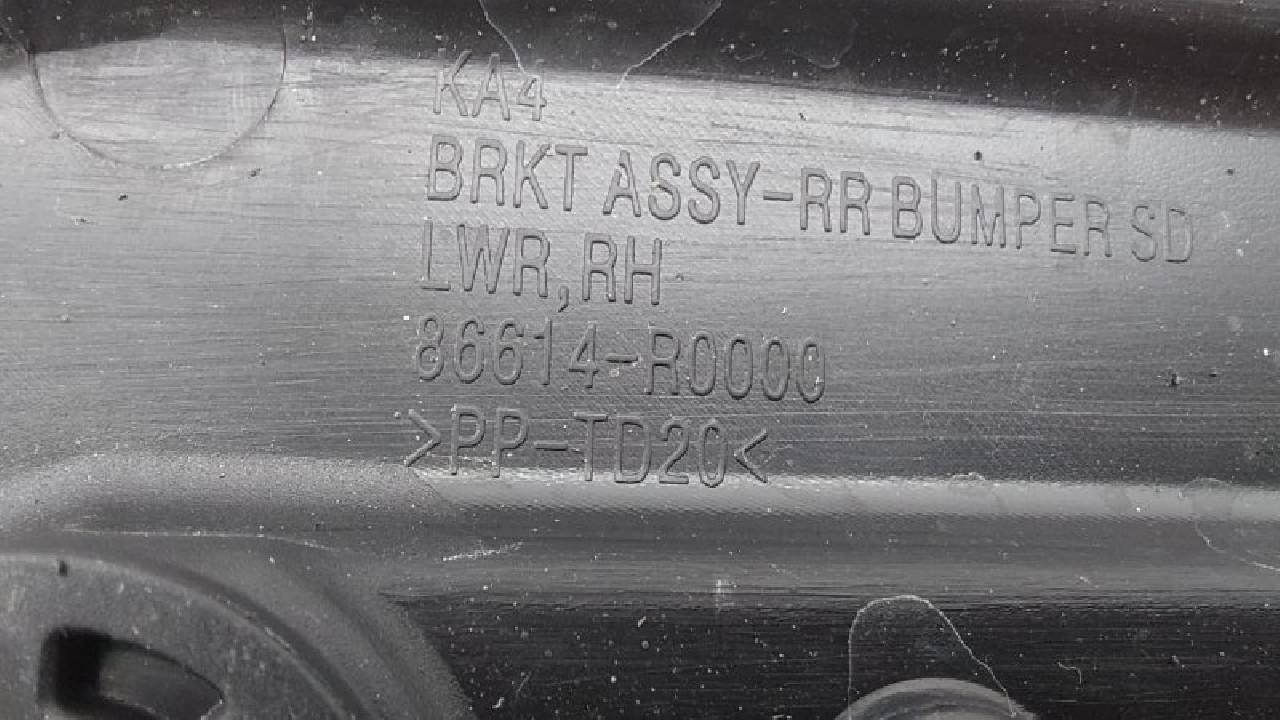 KA4
BRKT ASSY-RR BUMPER SD
LWR,RH
86614-R0000
>PP-TD20<